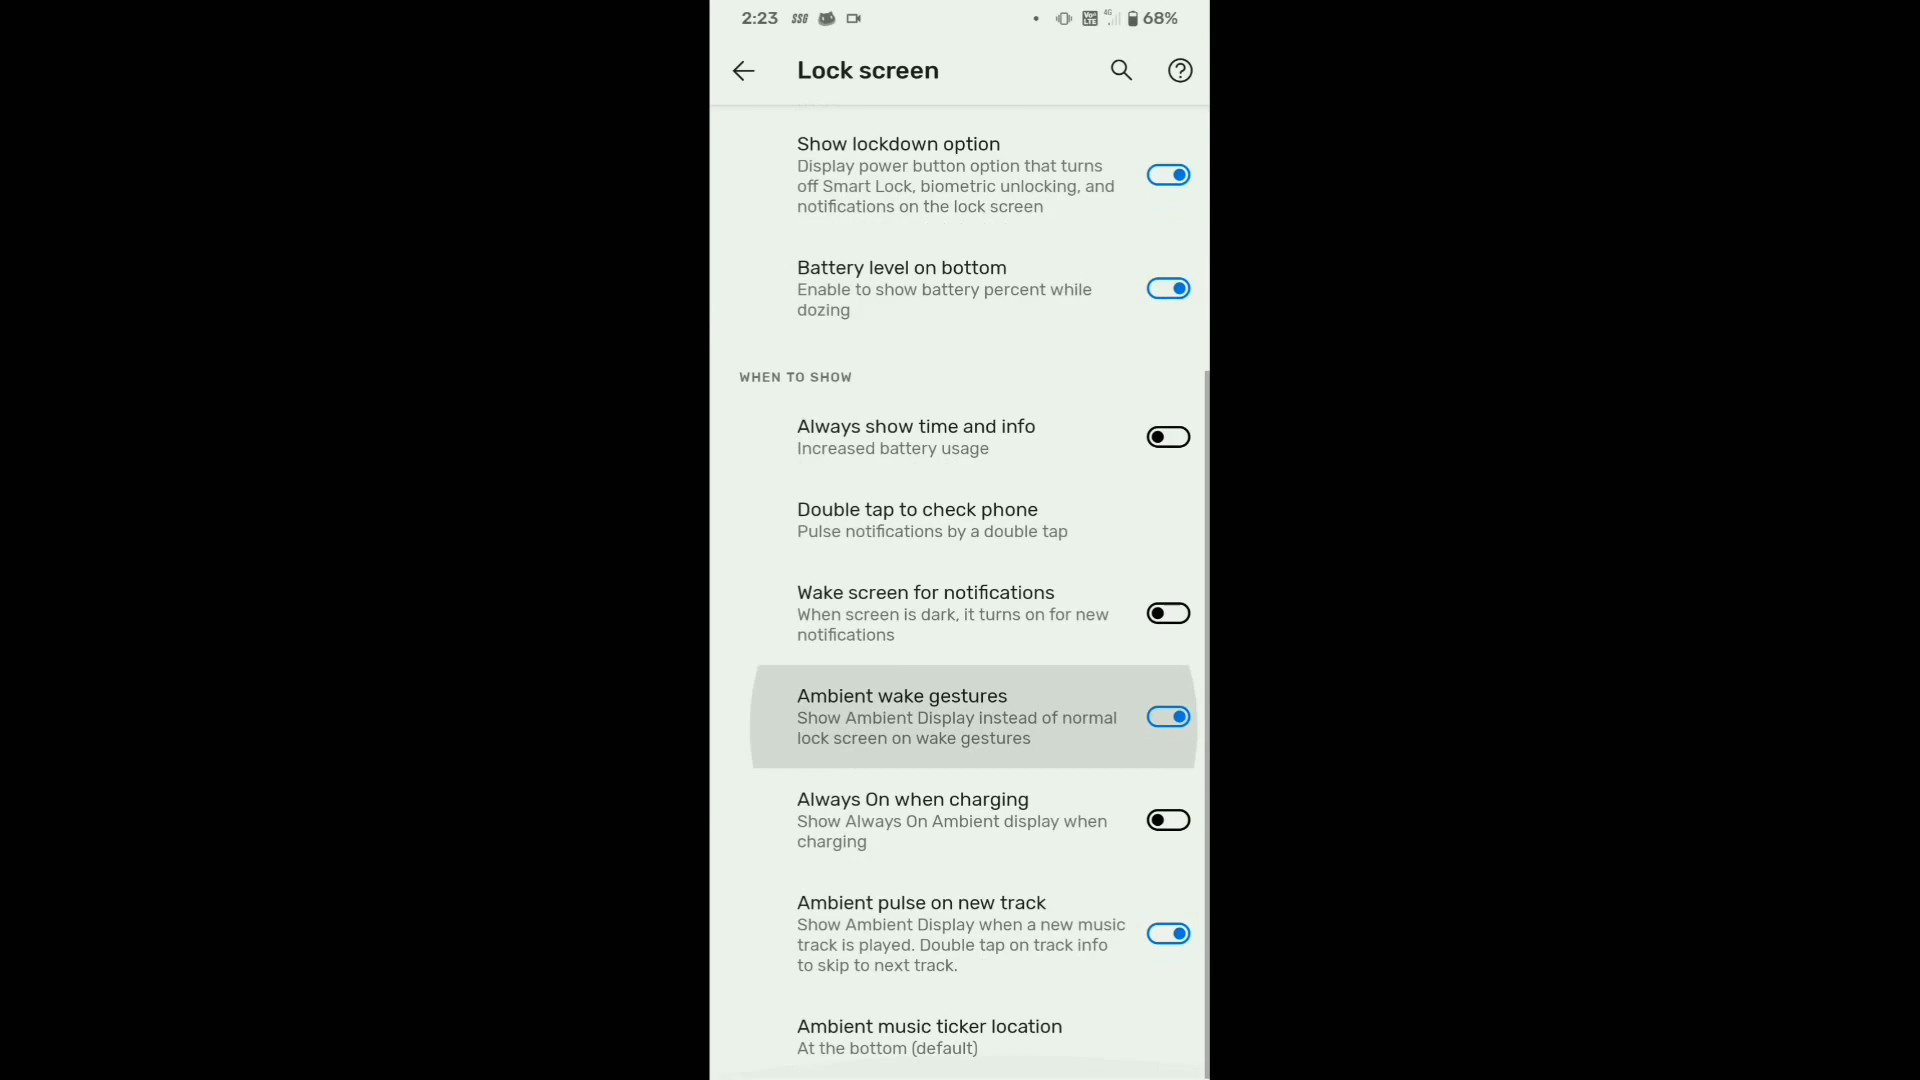 2:23 68%
Lock screen
Show lockdown option
Display power button option that turns
off Smart Lock, biometric unlocking, and
notifications on the lock screen
Battery level on bottom
Enable to show battery percent while
dozing
WHEN TO SHOW
Always show time and info
Increased battery usage
Double tap to check phone
Pulse notifications by a double tap
Wake screen for notifications
When screen is dark, it turns on for new
notifications
Ambient wake gestures
Show Ambient Display instead of normal
lock screen on wake gestures
Always On when charging
Show Always On Ambient display when
charging
Ambient pulse on new track
Show Ambient Display when a new music
track is played. Double tap on track info
to skip to next track.
Ambient music ticker location
At the bottom (default)